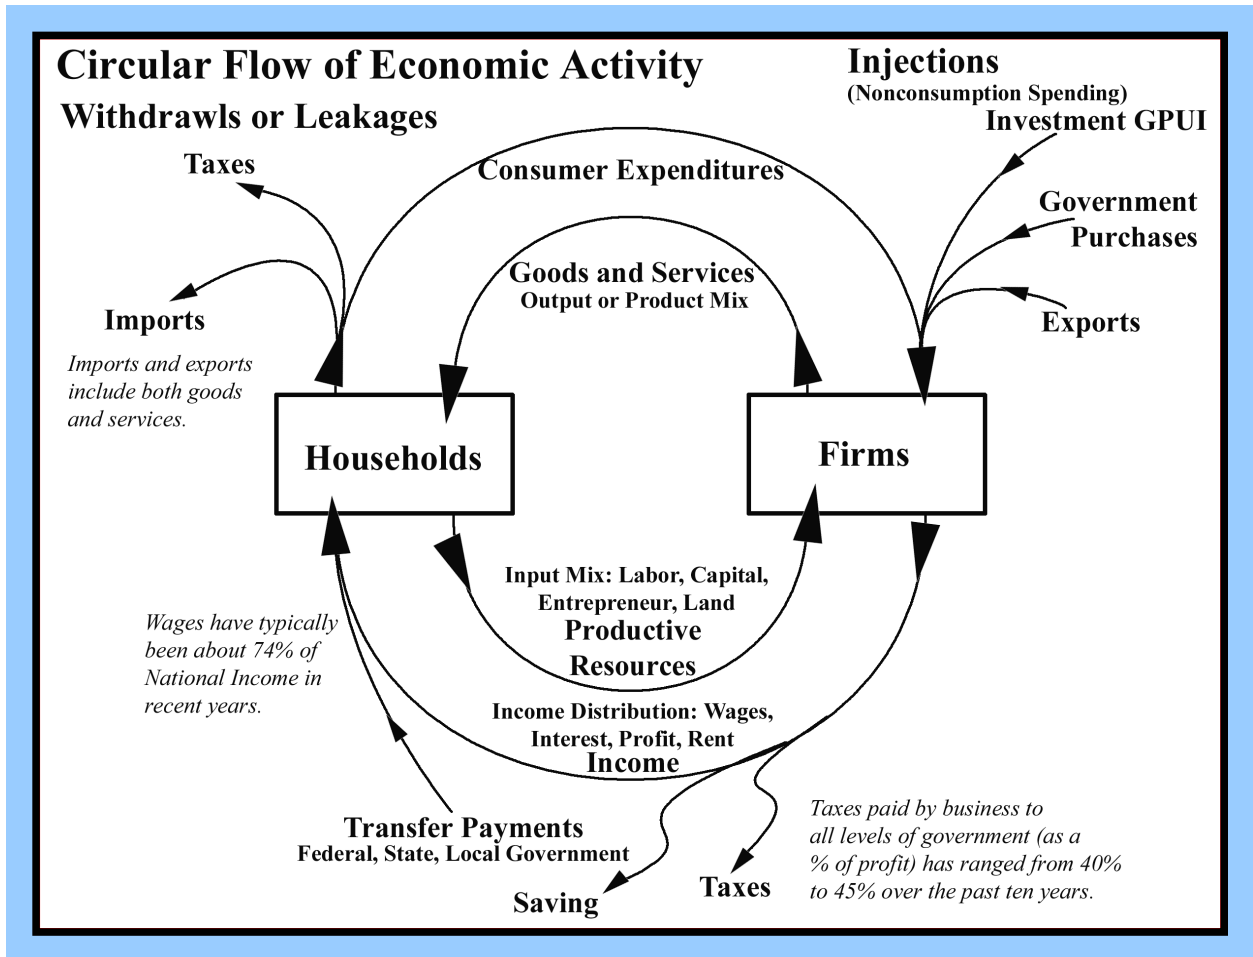 Circular Flow of Economic Activity
Withdrawls or Leakages
Injections
(Nonconsumption Spending)
Investment GPUI
Taxes
Consumer Expenditures
Government
Purchases
Goods and Services
Output or Product Mix
Imports
Exports
Imports and exports
include both goods
and services.
Households
Firms
Input Mix: Labor, Capital,
Entrepreneur, Land
Productive
Resources
Wages have typically
been about 74% of
National Income in
recent years.
Income Distribution: Wages,
Interest, Profit, Rent
Income
Transfer Payments
Federal, State, Local Government
Saving
Taxes
Taxes paid by business to
all levels of government (as a
% of profit) has ranged from 40%
to 45% over the past ten years.